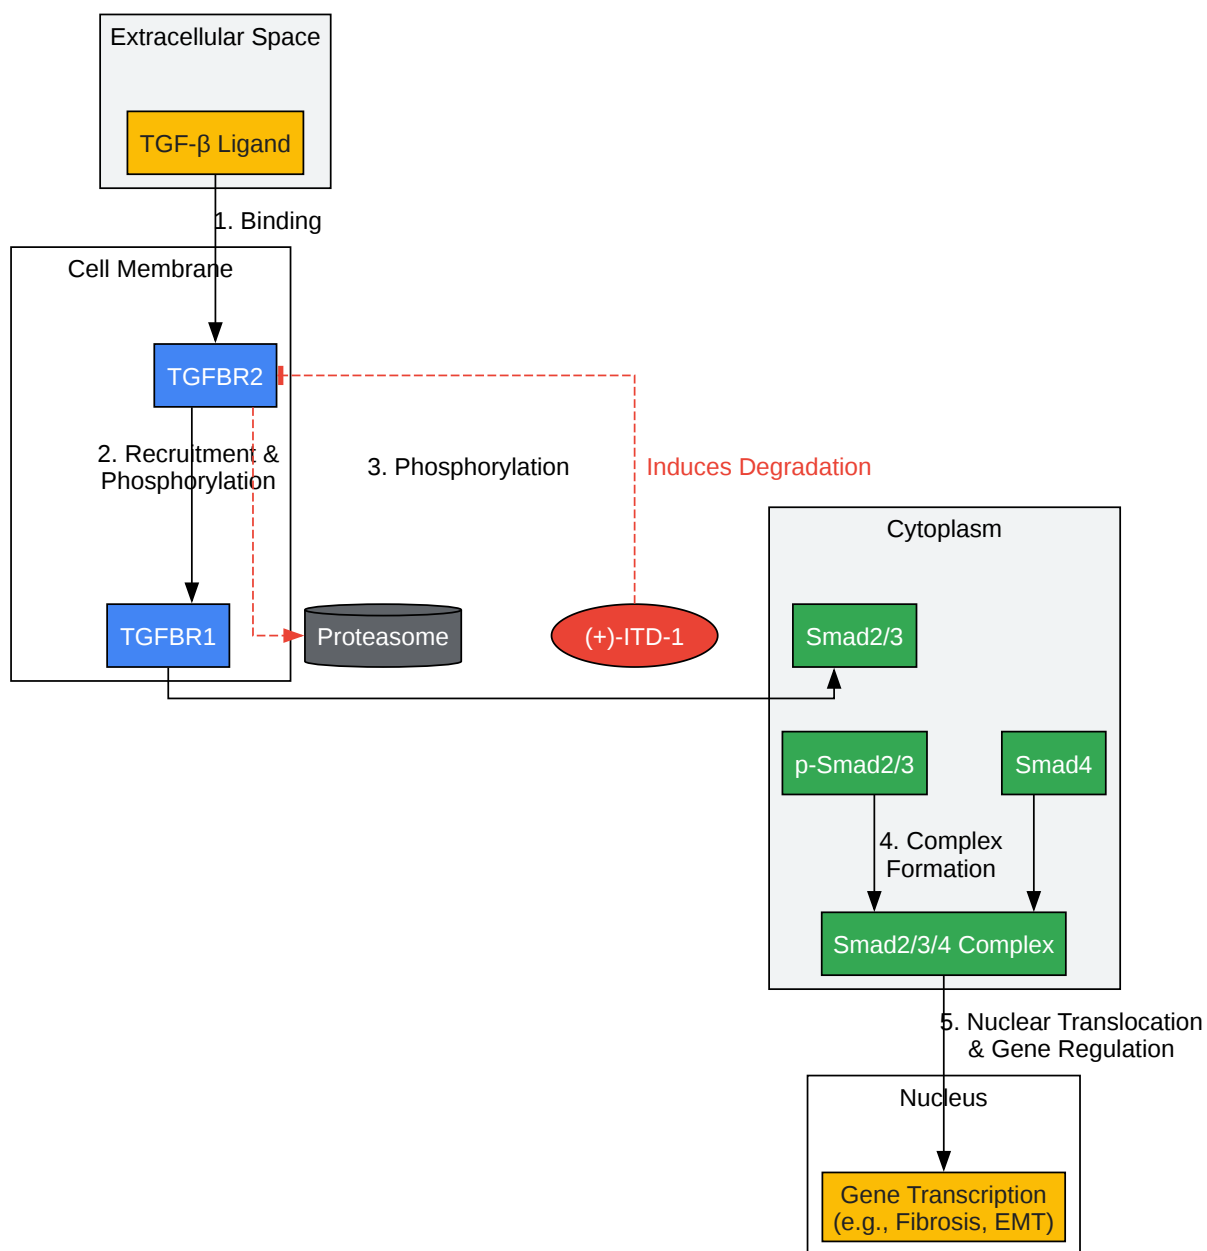 Extracellular Space
TGF-β Ligand
1. Binding
Cell Membrane
TGFBR2
2. Recruitment &
Phosphorylation
3. Phosphorylation
Induces Degradation
Cytoplasm
TGFBR1
Proteasome
(+)-ITD-1
Smad2/3
p-Smad2/3
Smad4
4. Complex
Formation
Smad2/3/4 Complex
5. Nuclear Translocation
& Gene Regulation
Nucleus
Gene Transcription
(e.g., Fibrosis, EMT)